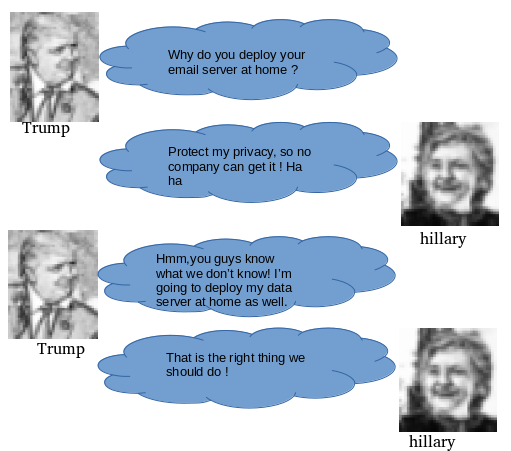 Why do you deploy your
email server at home ?
Trump
Protect my privacy, so no
company can get it ! Ha
ha
hillary
Hmm,you guys know
what we don't know! I'm
going to deploy my data
server at home as well.
Trump
That is the right thing we
should do !
hillary